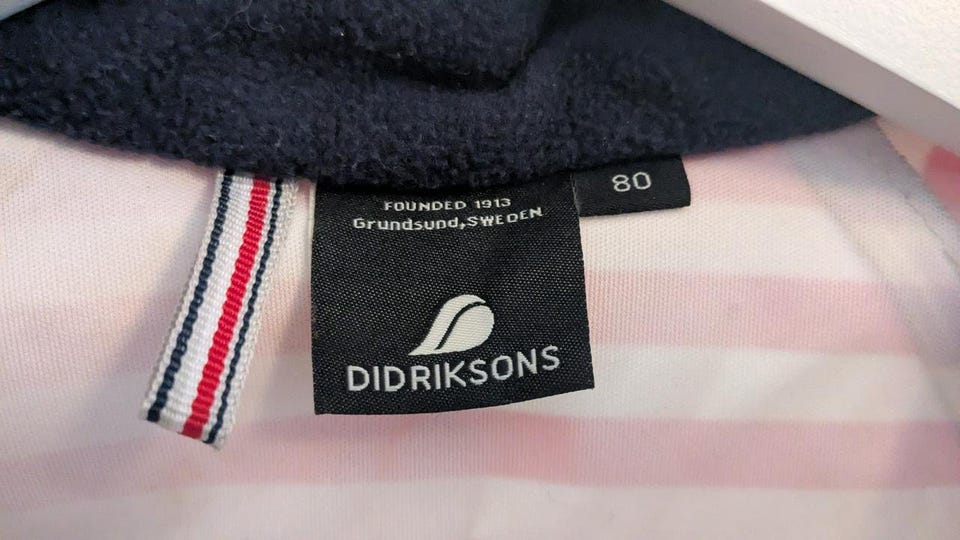 FOUNDED 1913
Grundsund,SWEDEN
80
DIDRIKSONS